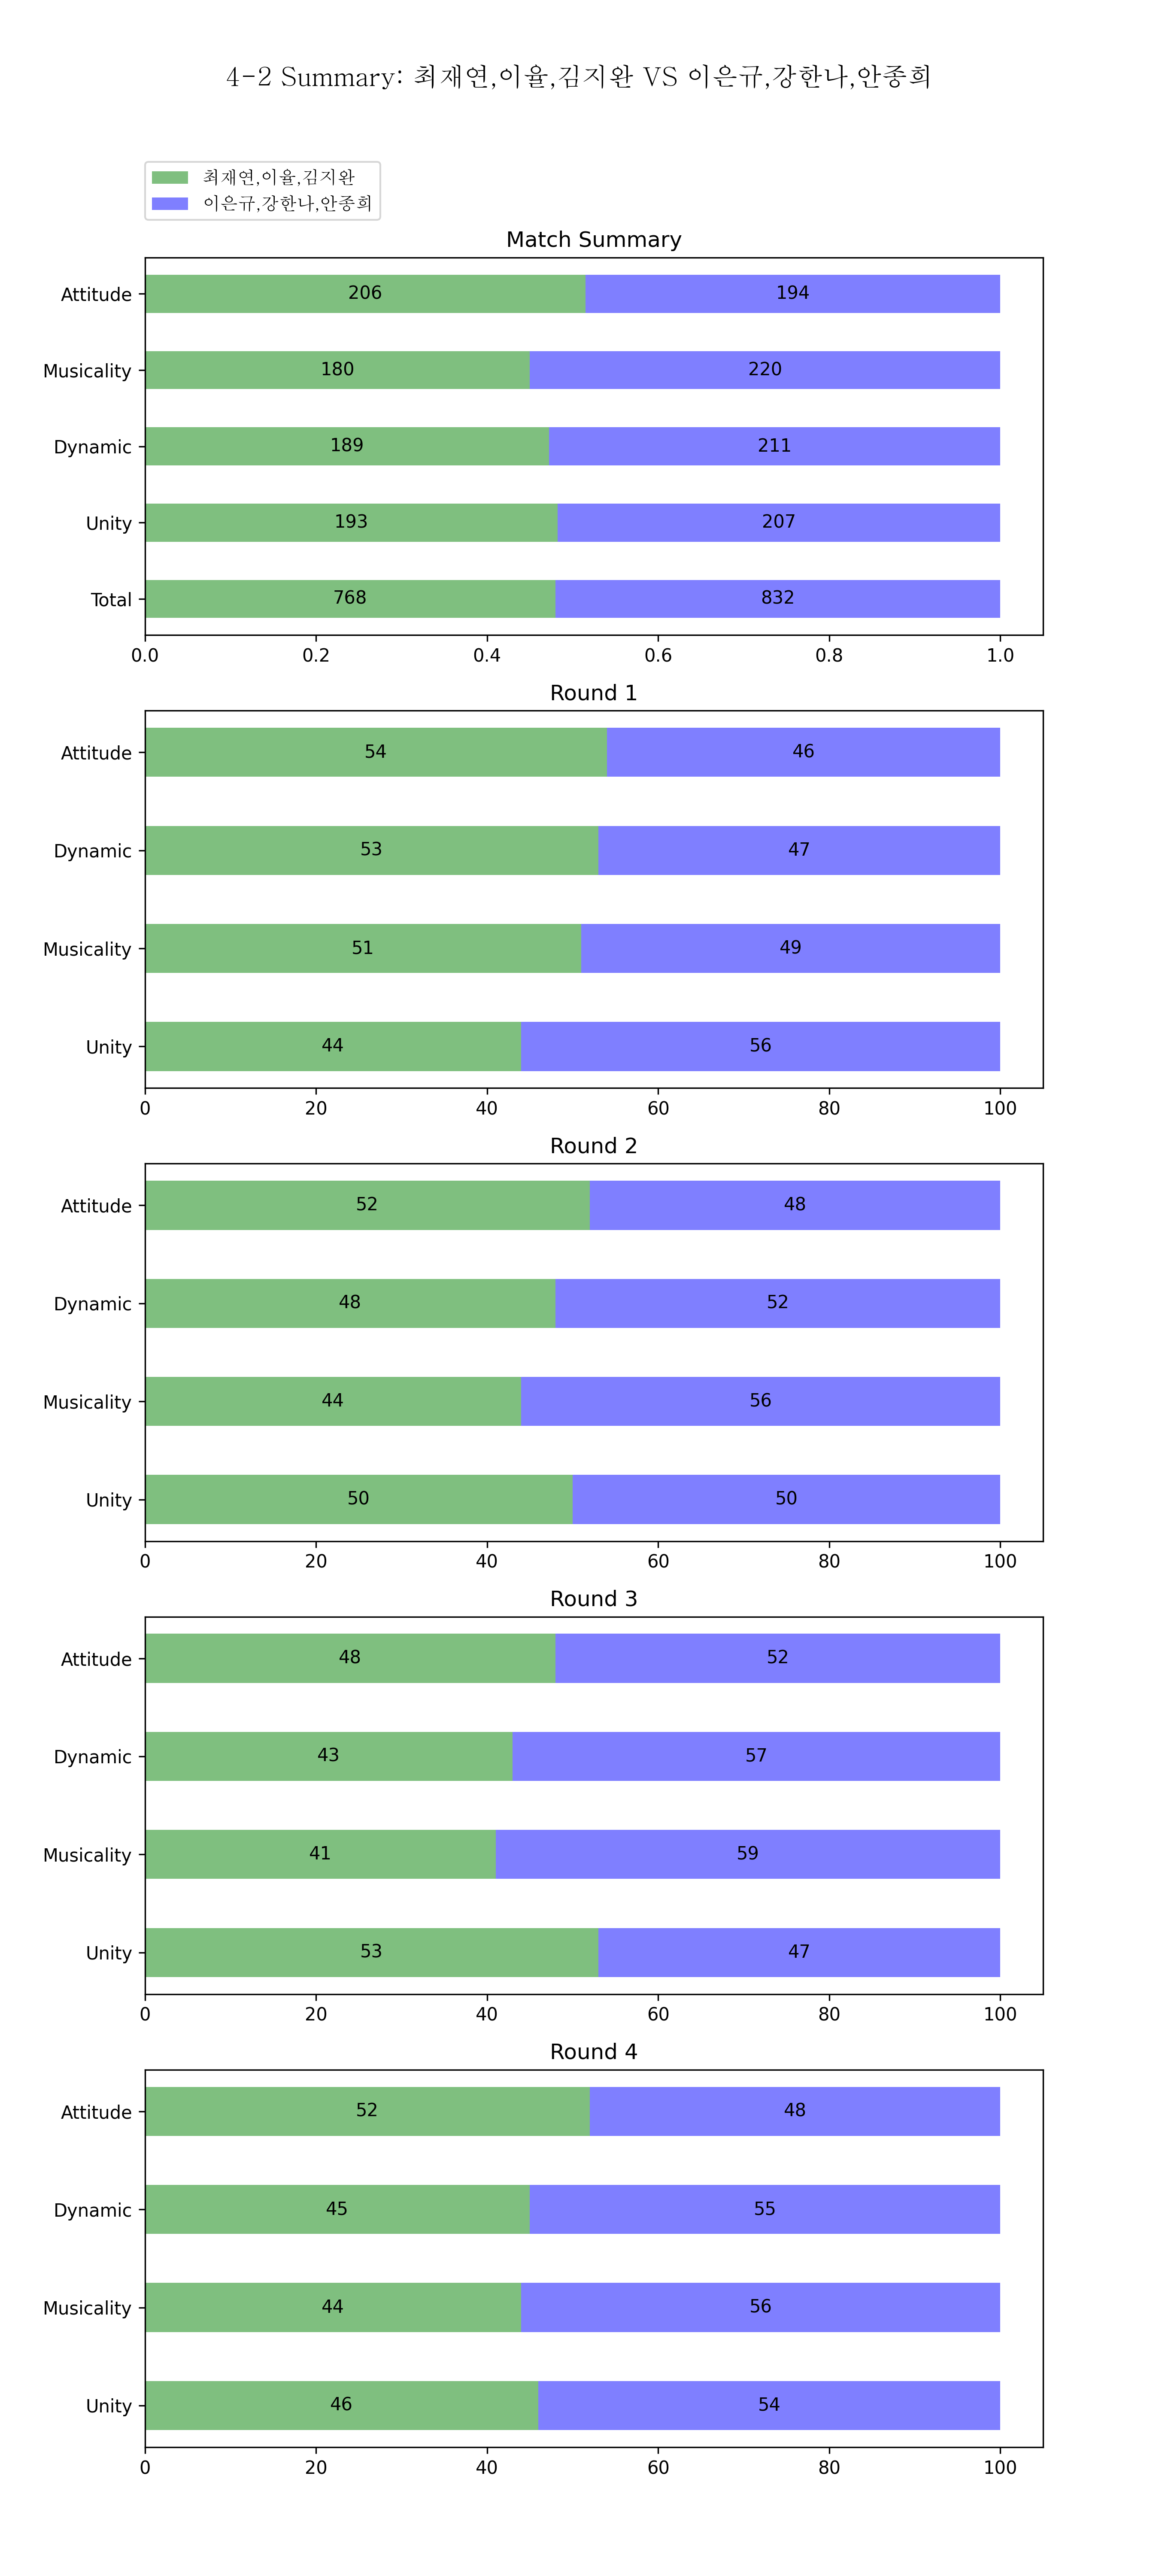 4-2 Summary: 최재연,이율,김지완 VS 이은규,강한나,안종희
최재연,이율,김지완
이은규,강한나,안종희
Match Summary
Attitude 206 194
Musicality 180 220
Dynamic 189 211
Unity 193 207
Total 768 832
0.0 0.2 0.4 0.6 0.8 1.0
Round 1
Attitude 54 46
Dynamic 53 47
Musicality 51 49
Unity 44 56
0 20 40 60 80 100
Round 2
Attitude 52 48
Dynamic 48 52
Musicality 44 56
Unity 50 50
0 20 40 60 80 100
Round 3
Attitude 48 52
Dynamic 43 57
Musicality 41 59
Unity 53 47
0 20 40 60 80 100
Round 4
Attitude 52 48
Dynamic 45 55
Musicality 44 56
Unity 46 54
0 20 40 60 80 100